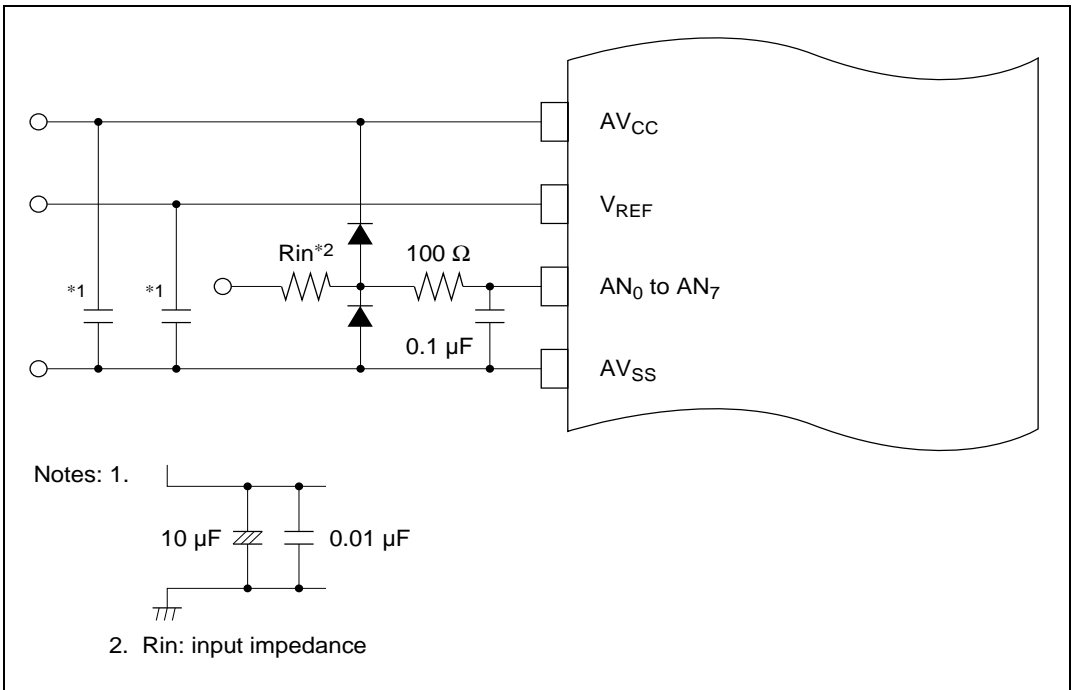 AVCC
VREF
Rin*2
100 Ω
*1
*1
AN0 to AN7
0.1 µF
AVSS
Notes: 1.
10 µF
0.01 µF
2. Rin: input impedance